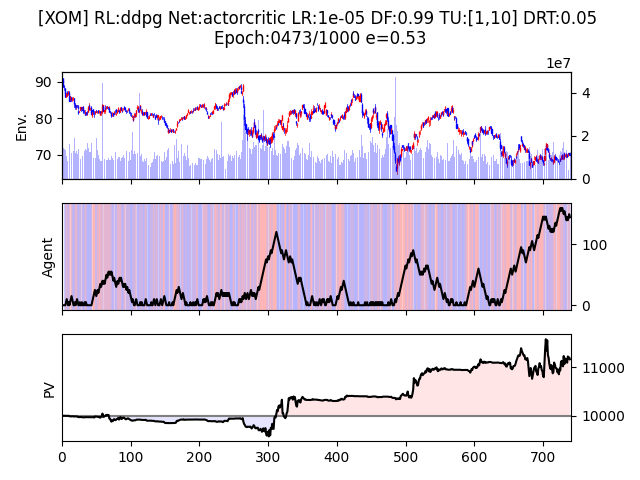 [XOM] RL:ddpg Net:actorcritic LR:1e-05 DF:0.99 TU:[1,10] DRT:0.05
Epoch:0473/1000 e=0.53
1e7
90
80
70
Env.
4
2
0
Agent
100
0
PV
11000
10000
0 100 200 300 400 500 600 700